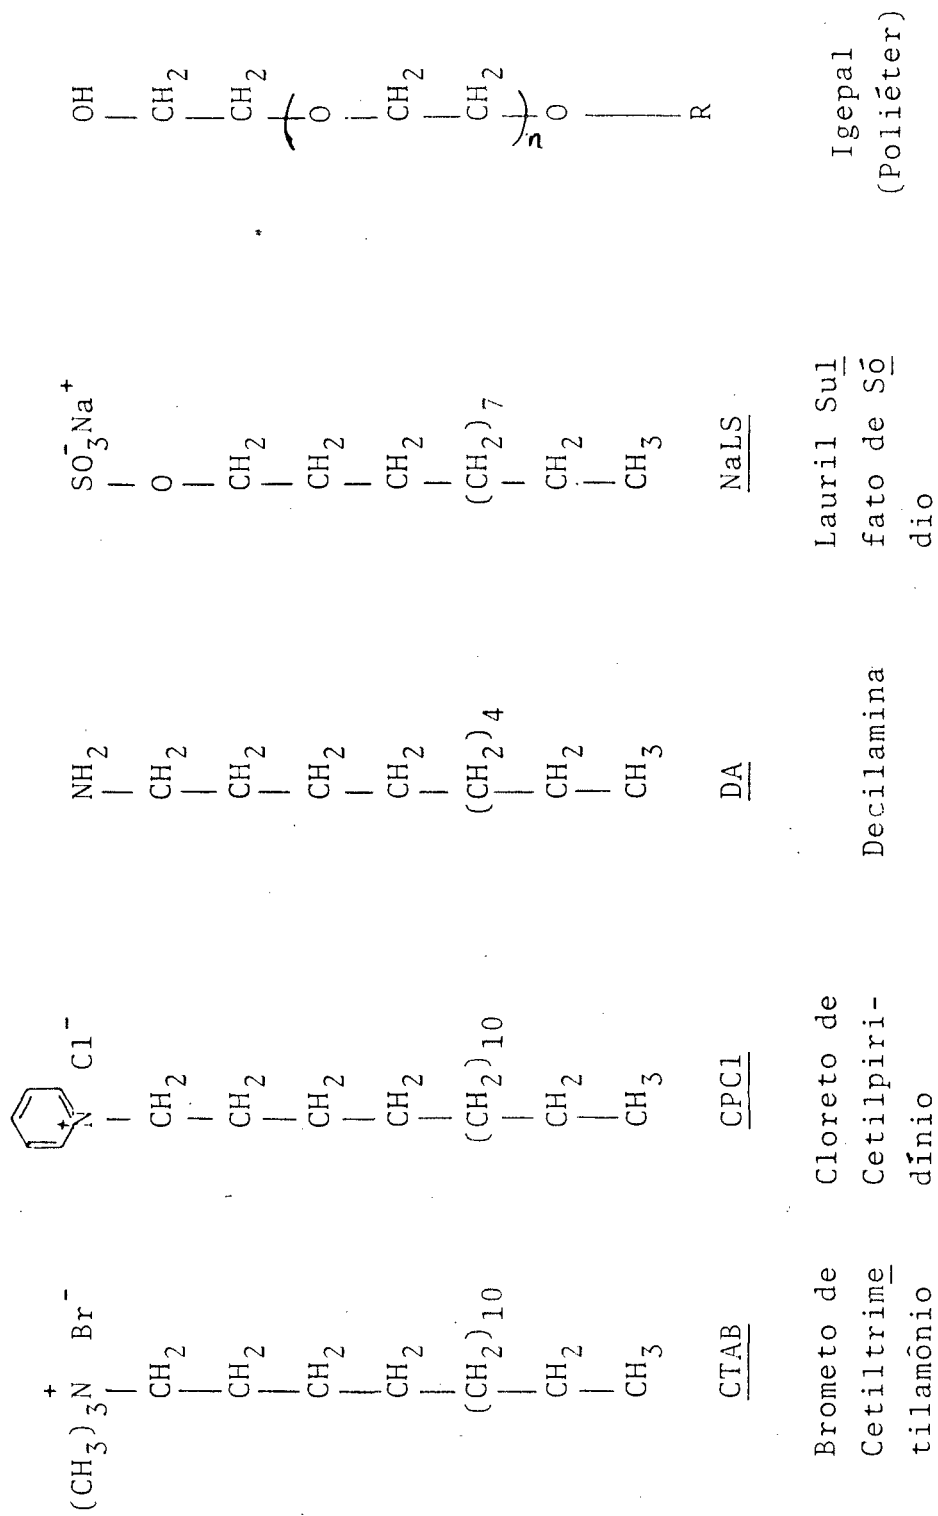 (CH3)3N+ Br-
CH2
CH2
CH2
CH2
(CH2)10
CH2
CH3
CTAB
Brometo de
Cetiltrime
tilamônio
N+ Cl-
CH2
CH2
CH2
CH2
(CH2)10
CH2
CH3
CPCl
Cloreto de
Cetilpiri-
dínio
NH2
CH2
CH2
CH2
CH2
(CH2)4
CH2
CH3
DA
Decilamina
SO3-Na+
O
CH2
CH2
CH2
(CH2)7
CH2
CH3
NaLS
Lauril Sul
fato de Só
dio
OH
CH2
CH2
(O
CH2
CH2)n
O
R
Igepal
(Poliéter)